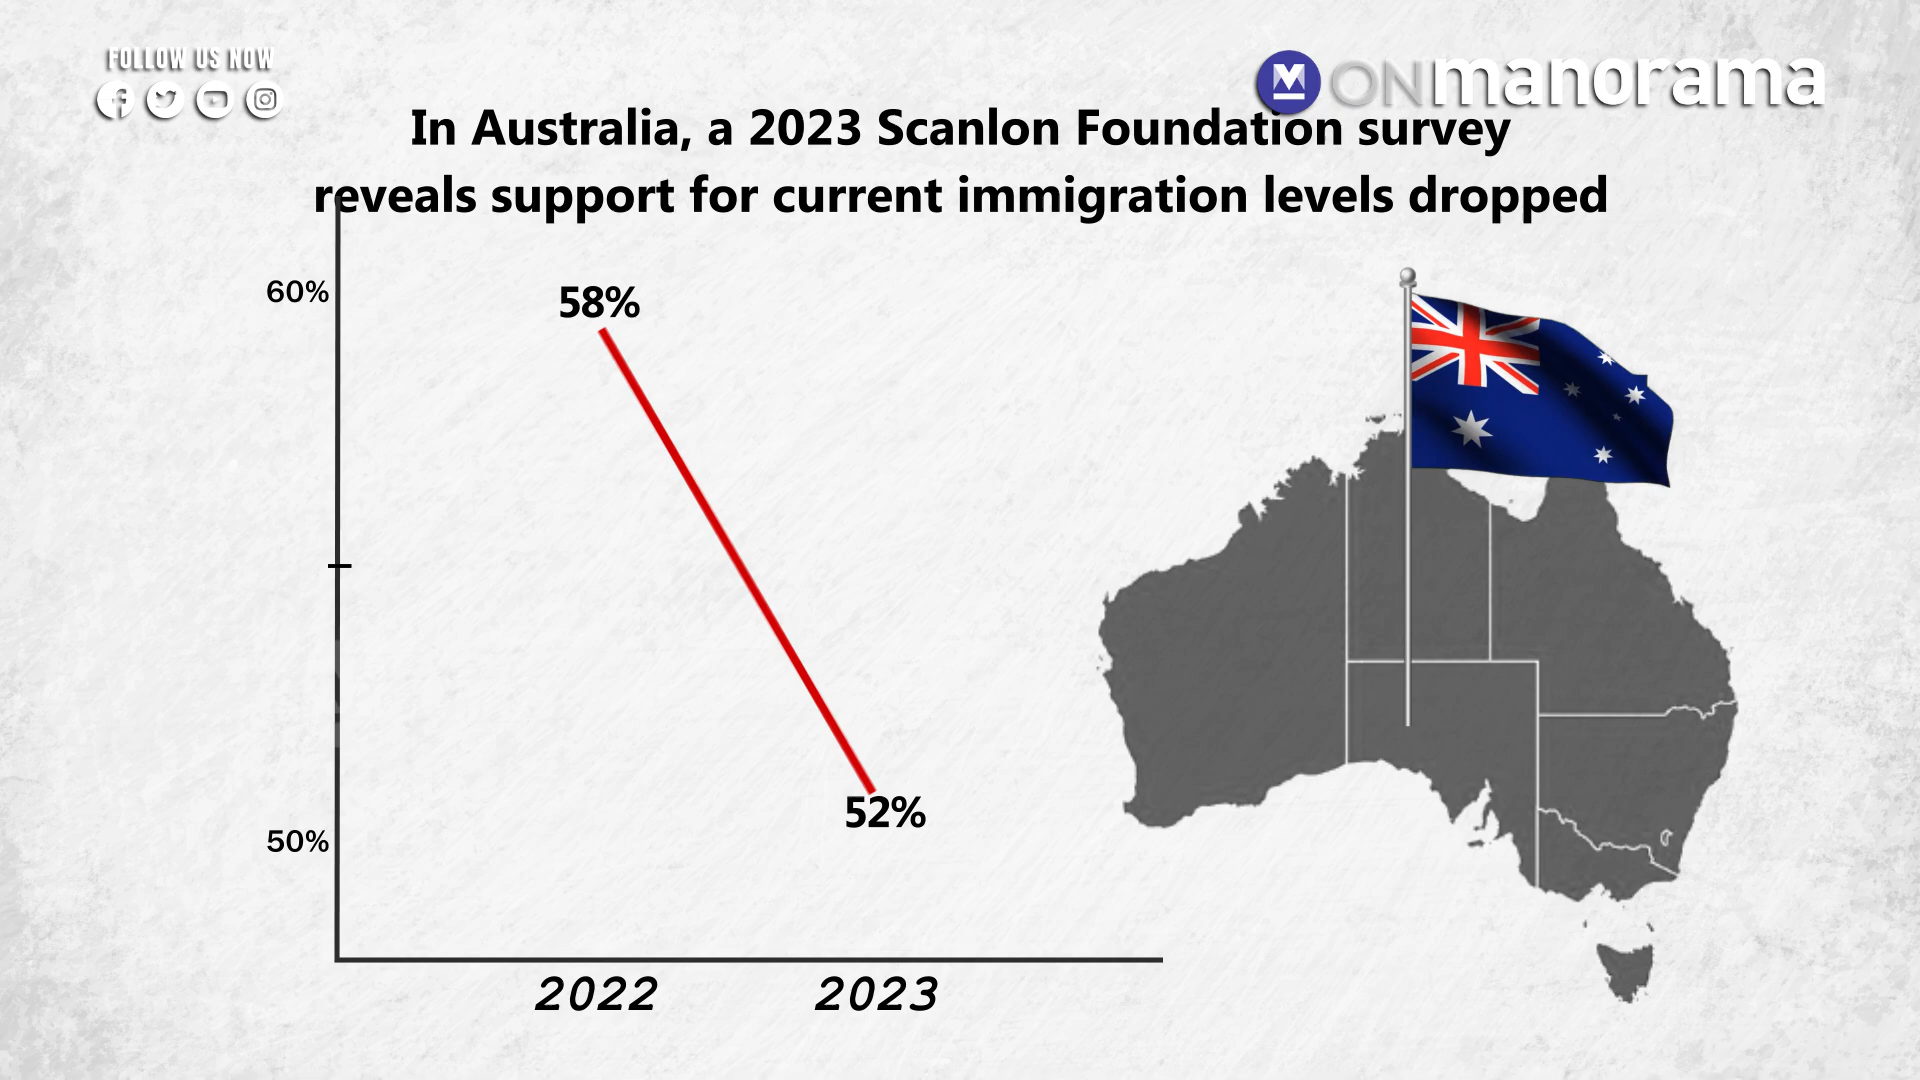 FOLLOW US NOW
ONmanorama
In Australia, a 2023 Scanlon Foundation survey
reveals support for current immigration levels dropped
60%
58%
52%
50%
2022 2023